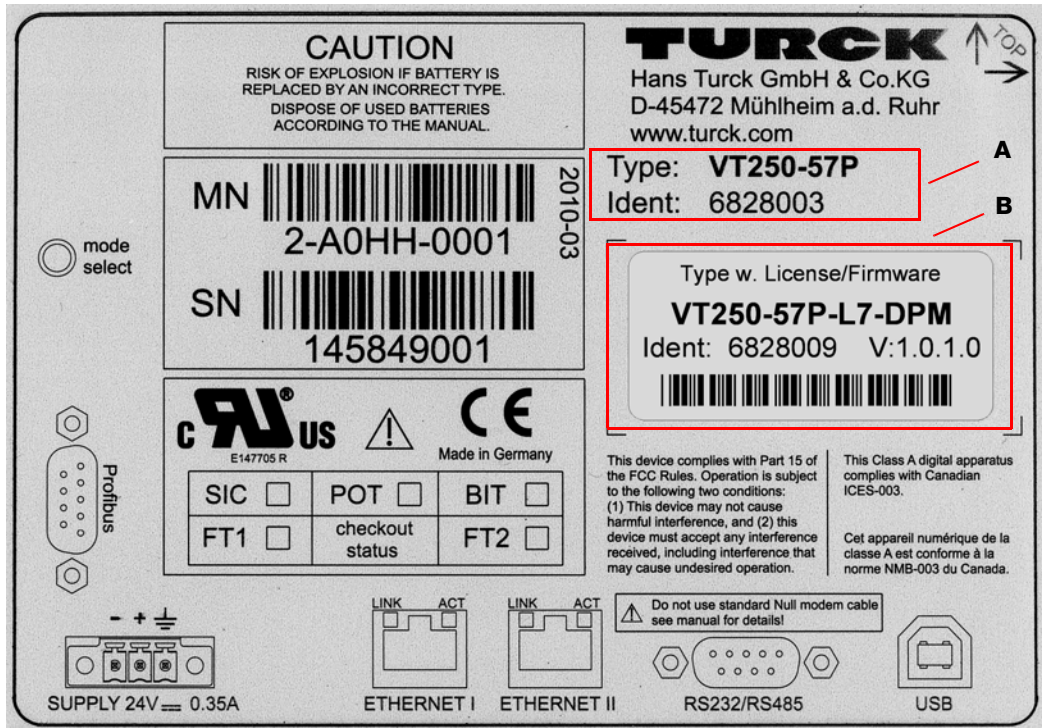 CAUTION
RISK OF EXPLOSION IF BATTERY IS
REPLACED BY AN INCORRECT TYPE.
DISPOSE OF USED BATTERIES
ACCORDING TO THE MANUAL.
TURCK
TOP
Hans Turck GmbH & Co.KG
D-45472 Mühlheim a.d. Ruhr
www.turck.com
A
Type: VT250-57P
Ident: 6828003
B
MN
2-A0HH-0001
2010-03
SN
145849001
mode
select
Type w. License/Firmware
VT250-57P-L7-DPM
Ident: 6828009 V:1.0.1.0
C RU ® US
E147705 R
CE
Made in Germany
SIC POT BIT
FT1 checkout status FT2
Profibus
This device complies with Part 15 of
the FCC Rules. Operation is subject
to the following two conditions:
(1) This device may not cause
harmful interference, and (2) this
device must accept any interference
received, including interference that
may cause undesired operation.
This Class A digital apparatus
complies with Canadian
ICES-003.
Cet appareil numérique de la
classe A est conforme à la
norme NMB-003 du Canada.
- +
SUPPLY 24V 0.35A
LINK ACT
ETHERNET I
LINK ACT
ETHERNET II
Do not use standard Null modem cable
see manual for details!
RS232/RS485
USB